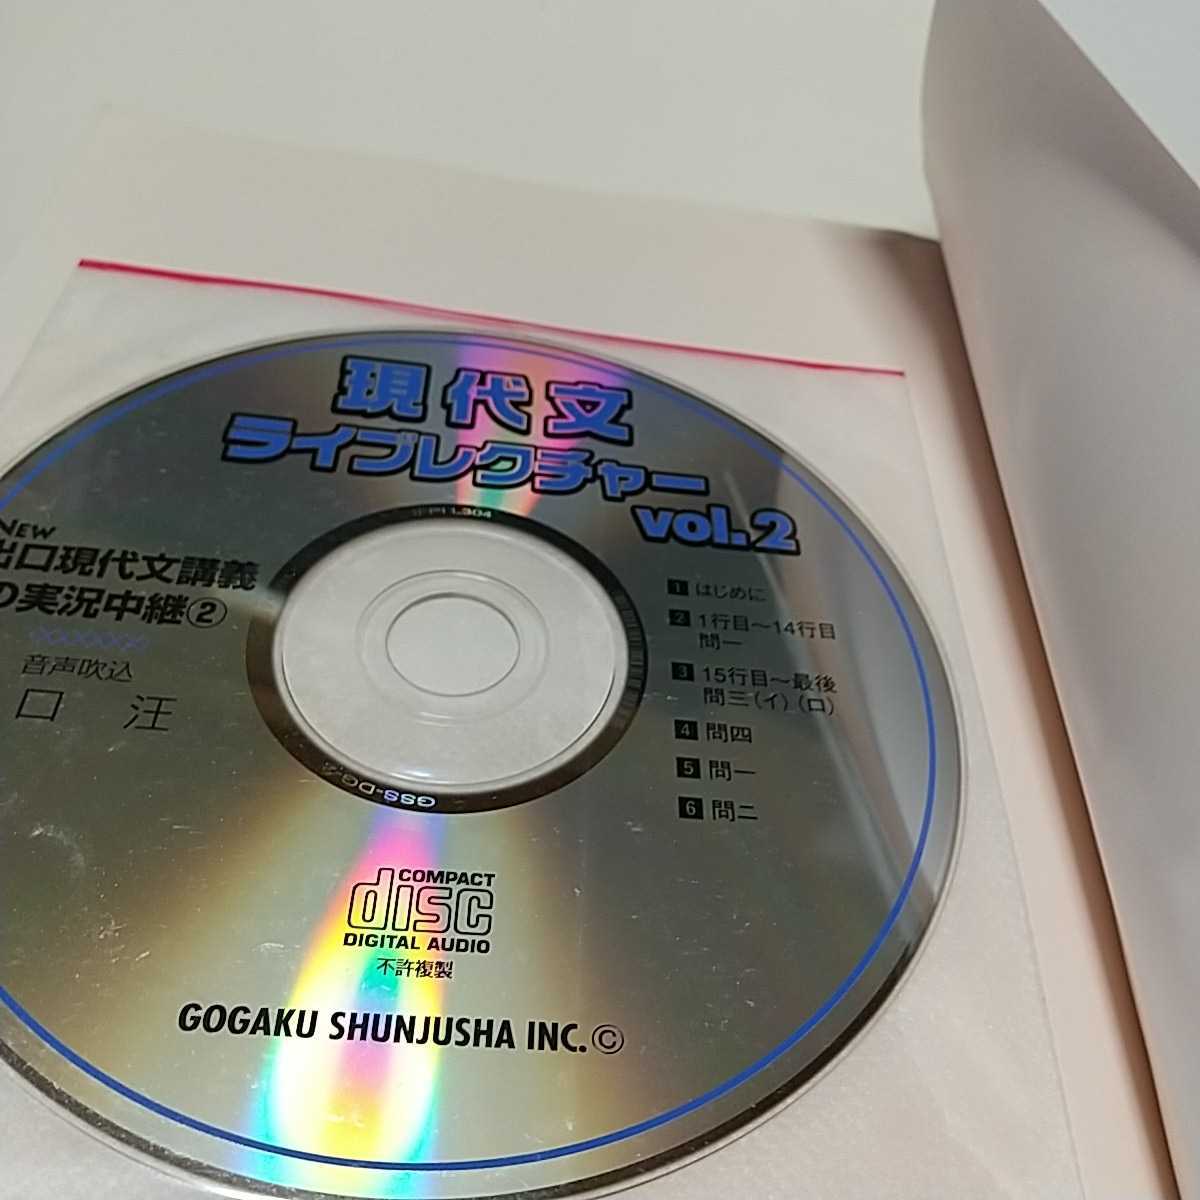 現代文
ライブレクチャー
vol.2
NEW
出口現代文講義
の実況中継②
音声吹込
口 汪
1 はじめに
2 1行目～14行目
問一
3 15行目～最後
問三(イ)(ロ)
4 問四
5 問一
6 問二
GSS-DG-2
COMPACT
disc
DIGITAL AUDIO
不許複製
GOGAKU SHUNJUSHA INC.©